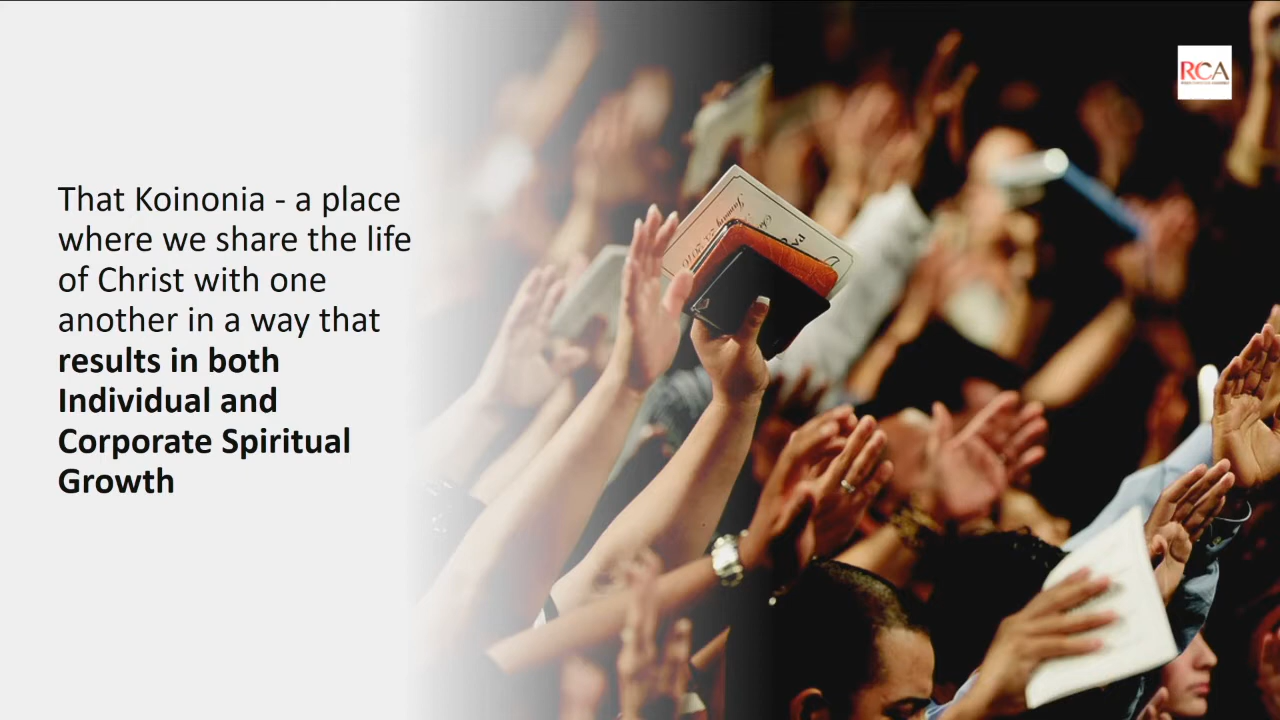 That Koinonia - a place
where we share the life
of Christ with one
another in a way that
results in both
Individual and
Corporate Spiritual
Growth
RCA